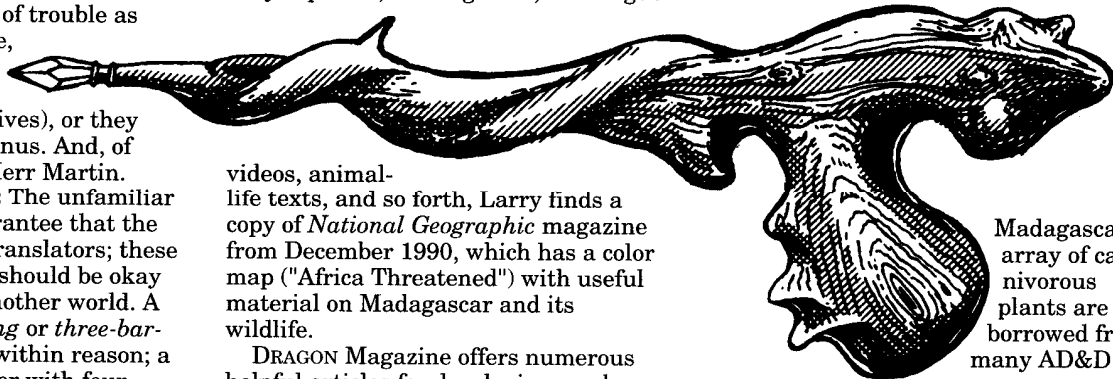 of trouble as
e,
ives), or they
nus. And, of
Herr Martin.
: The unfamiliar
rantee that the
ranslators; these
should be okay
nother world. A
ng or three-bar-
within reason; a
videos, animal-
life texts, and so forth, Larry finds a
copy of National Geographic magazine
from December 1990, which has a color
map ("Africa Threatened") with useful
material on Madagascar and its
wildlife.
DRAGON Magazine offers numerous
Madagasca
array of ca
nivorous
plants are
borrowed fr
many AD&D